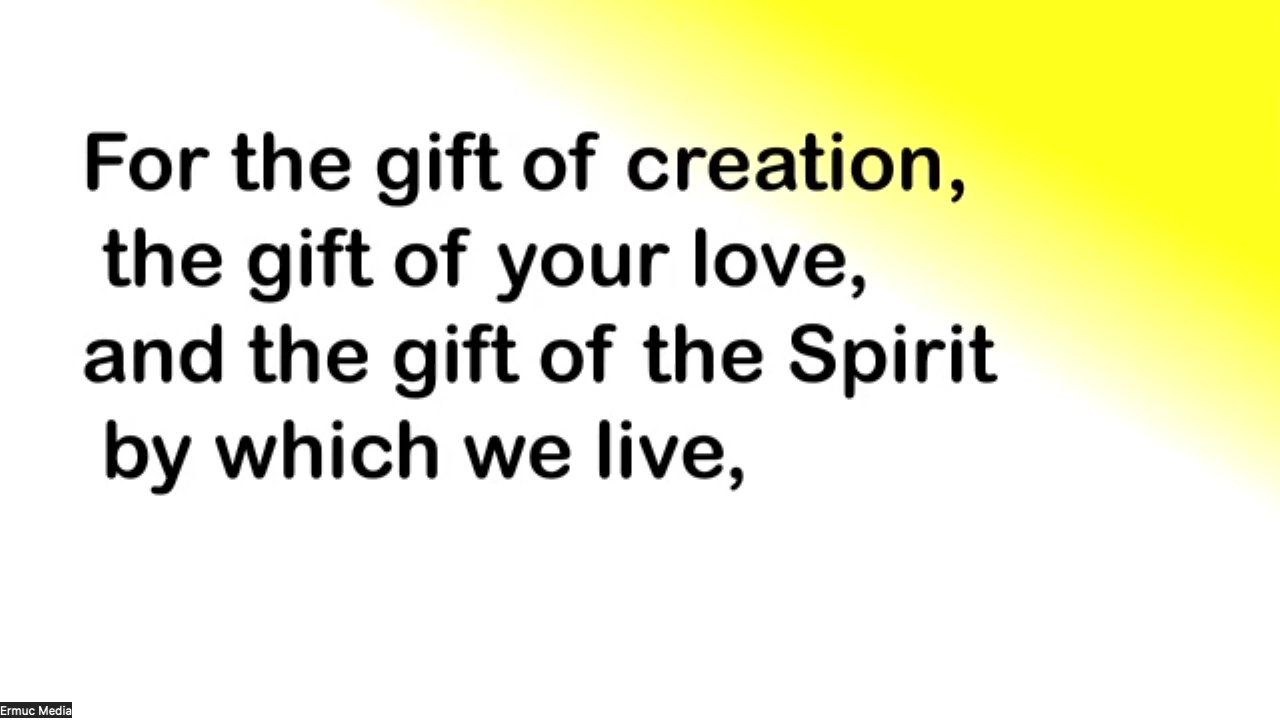 For the gift of creation,
the gift of your love,
and the gift of the Spirit
by which we live,
Ermuc Media